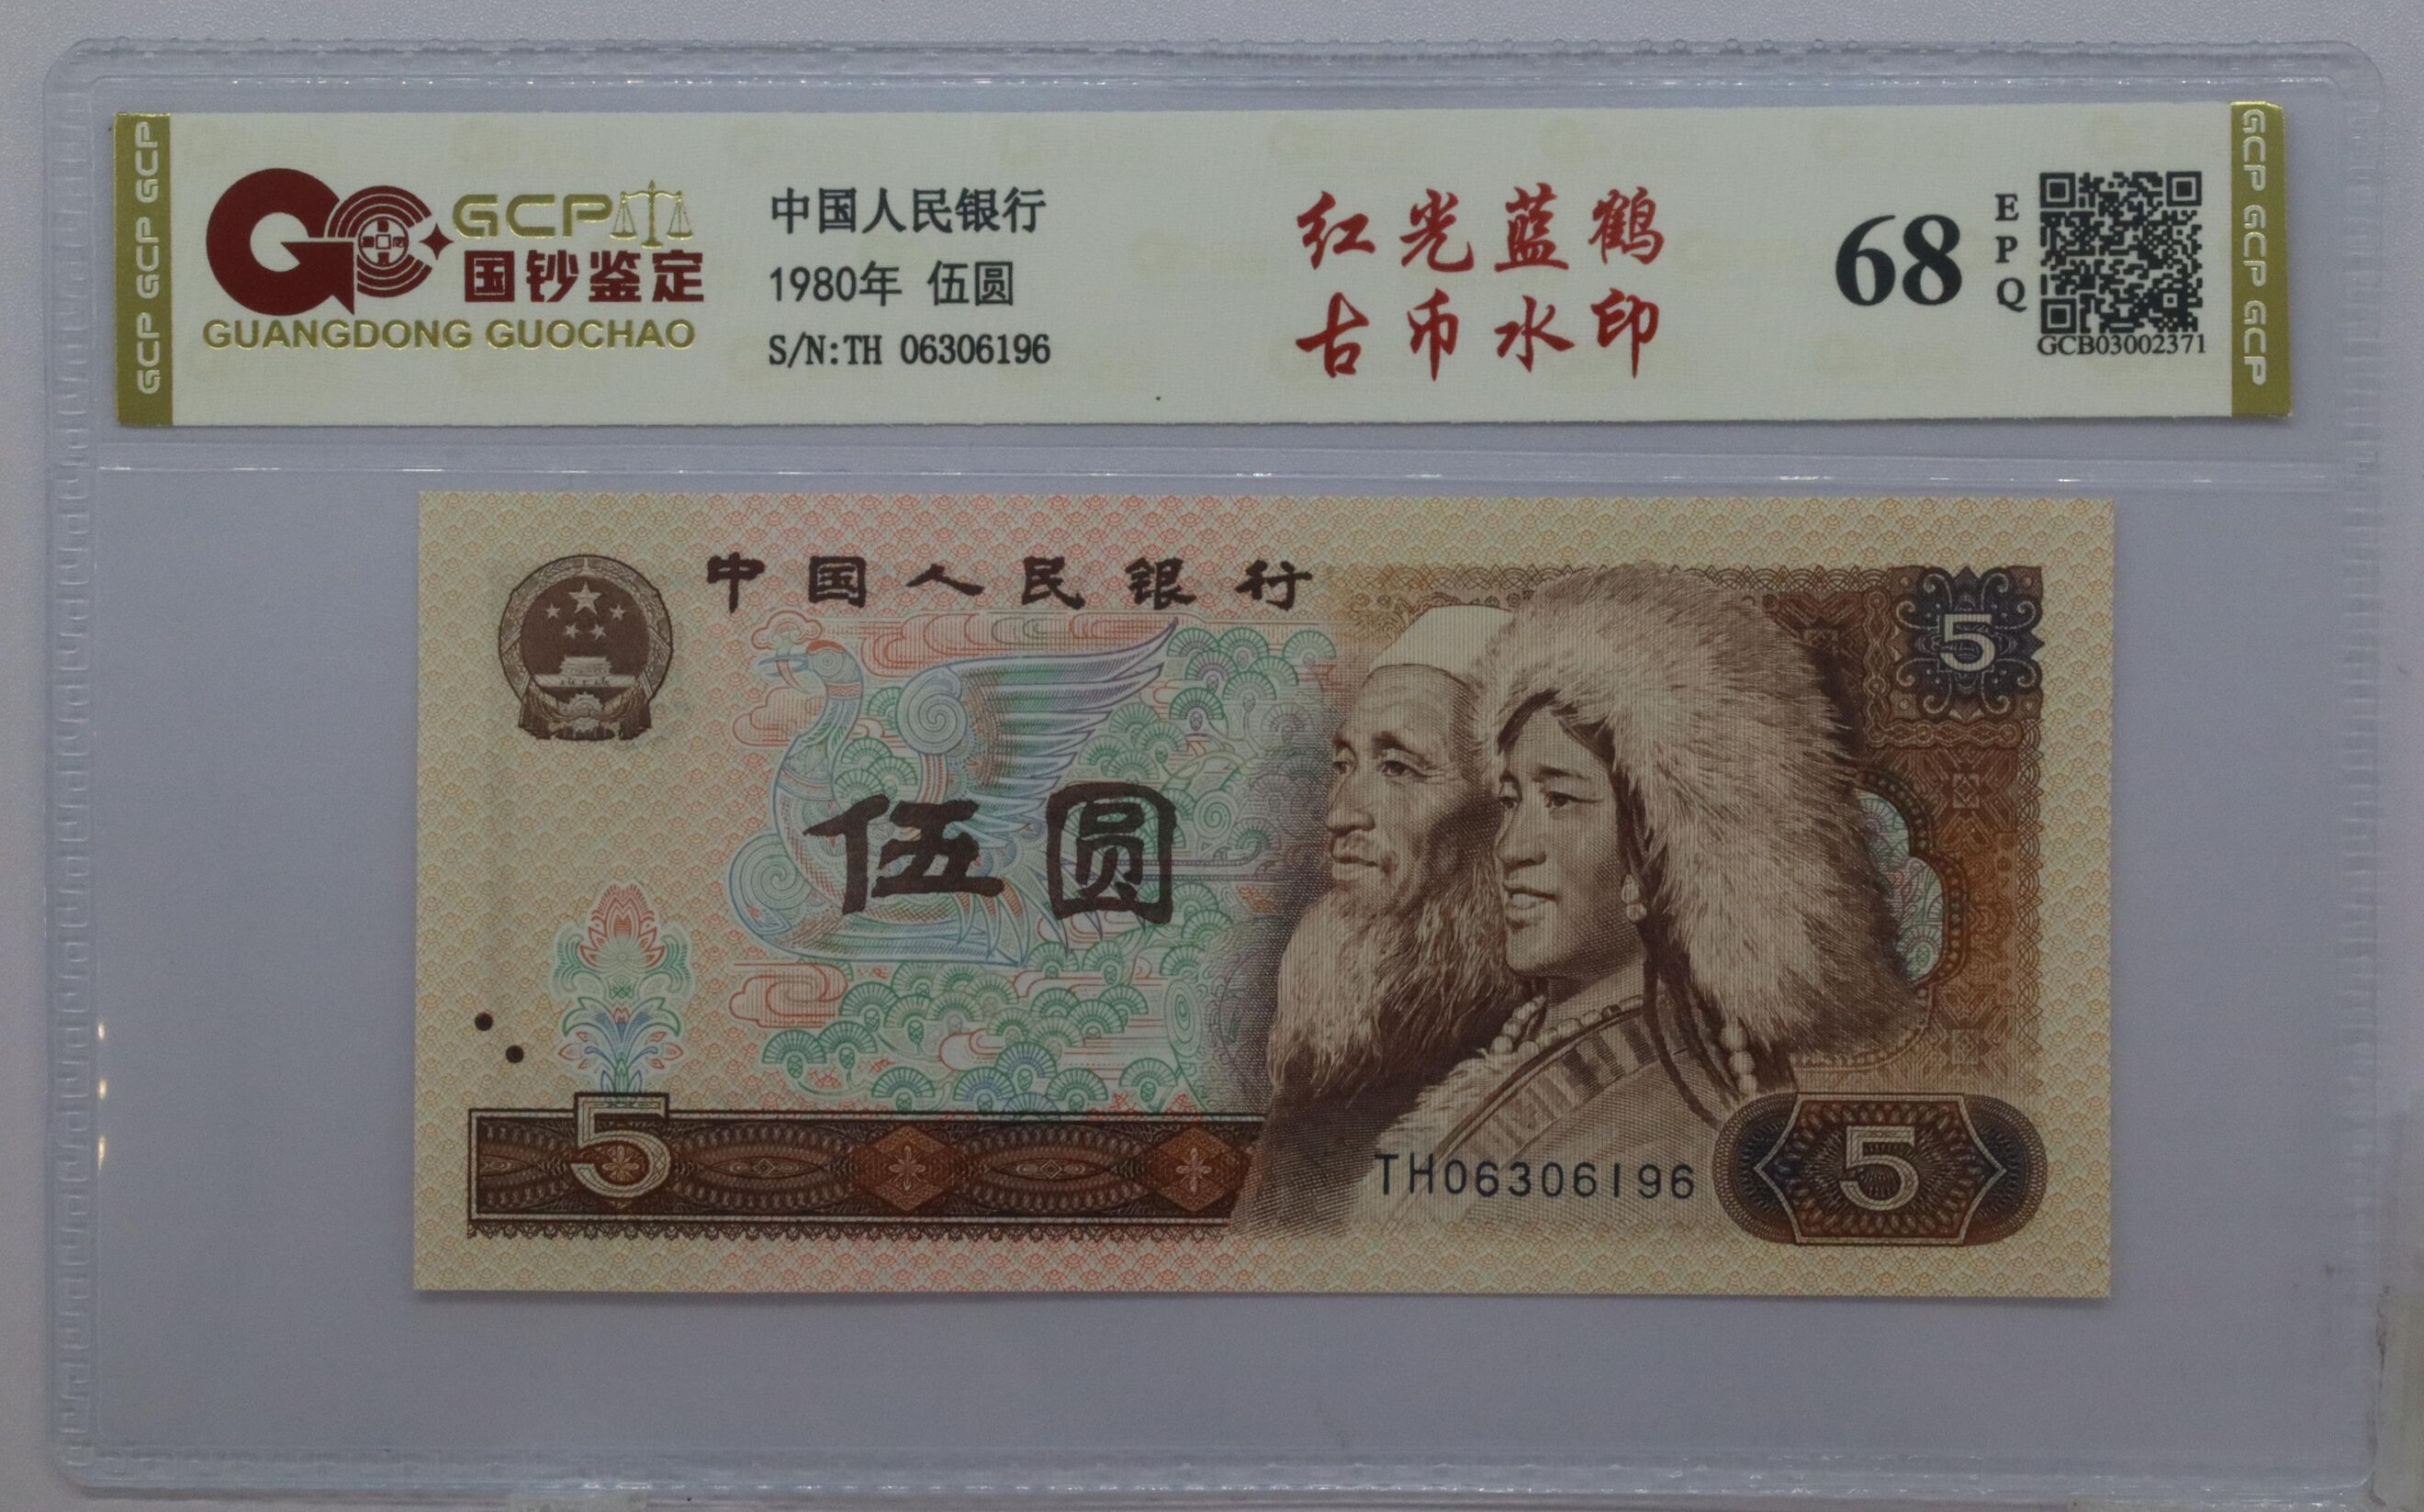 GCP GCP GCP
GCP
国钞鉴定
GUANGDONG GUOCHAO
中国人民银行
1980年 伍圆
S/N:TH 06306196
红光蓝鹤
古币水印
68
EPQ
GCB03002371
GCP GCP GCP
中国人民银行
5
伍圆
5
TH06306196
5